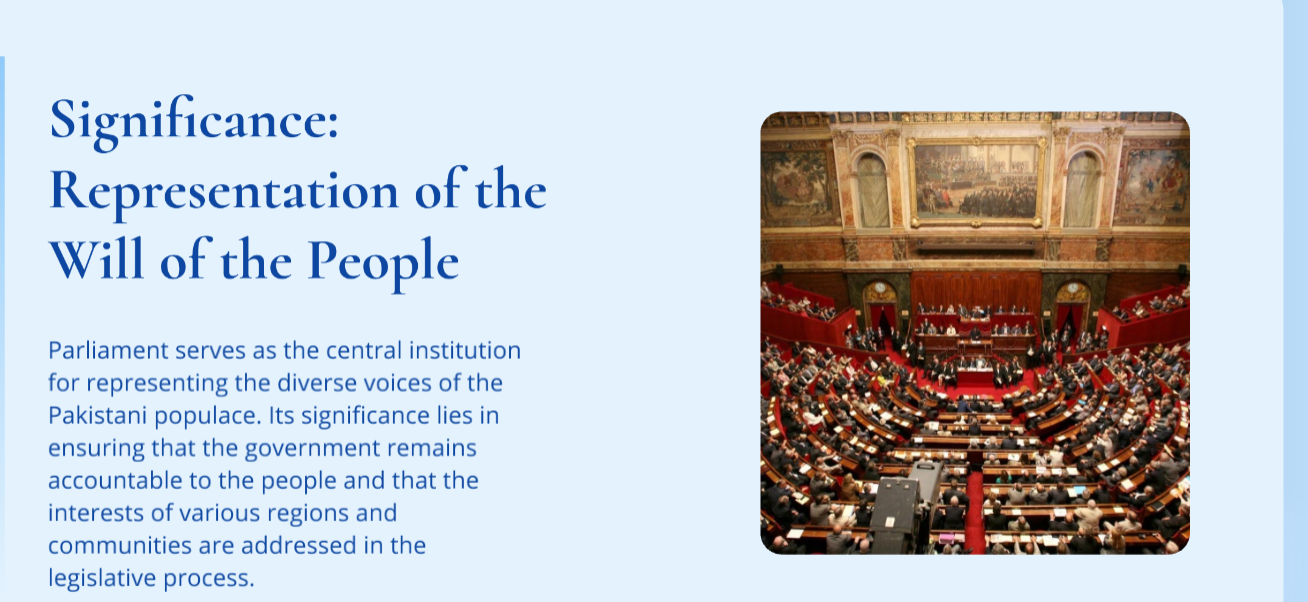 Significance:
Representation of the
Will of the People
Parliament serves as the central institution
for representing the diverse voices of the
Pakistani populace. Its significance lies in
ensuring that the government remains
accountable to the people and that the
interests of various regions and
communities are addressed in the
legislative process.